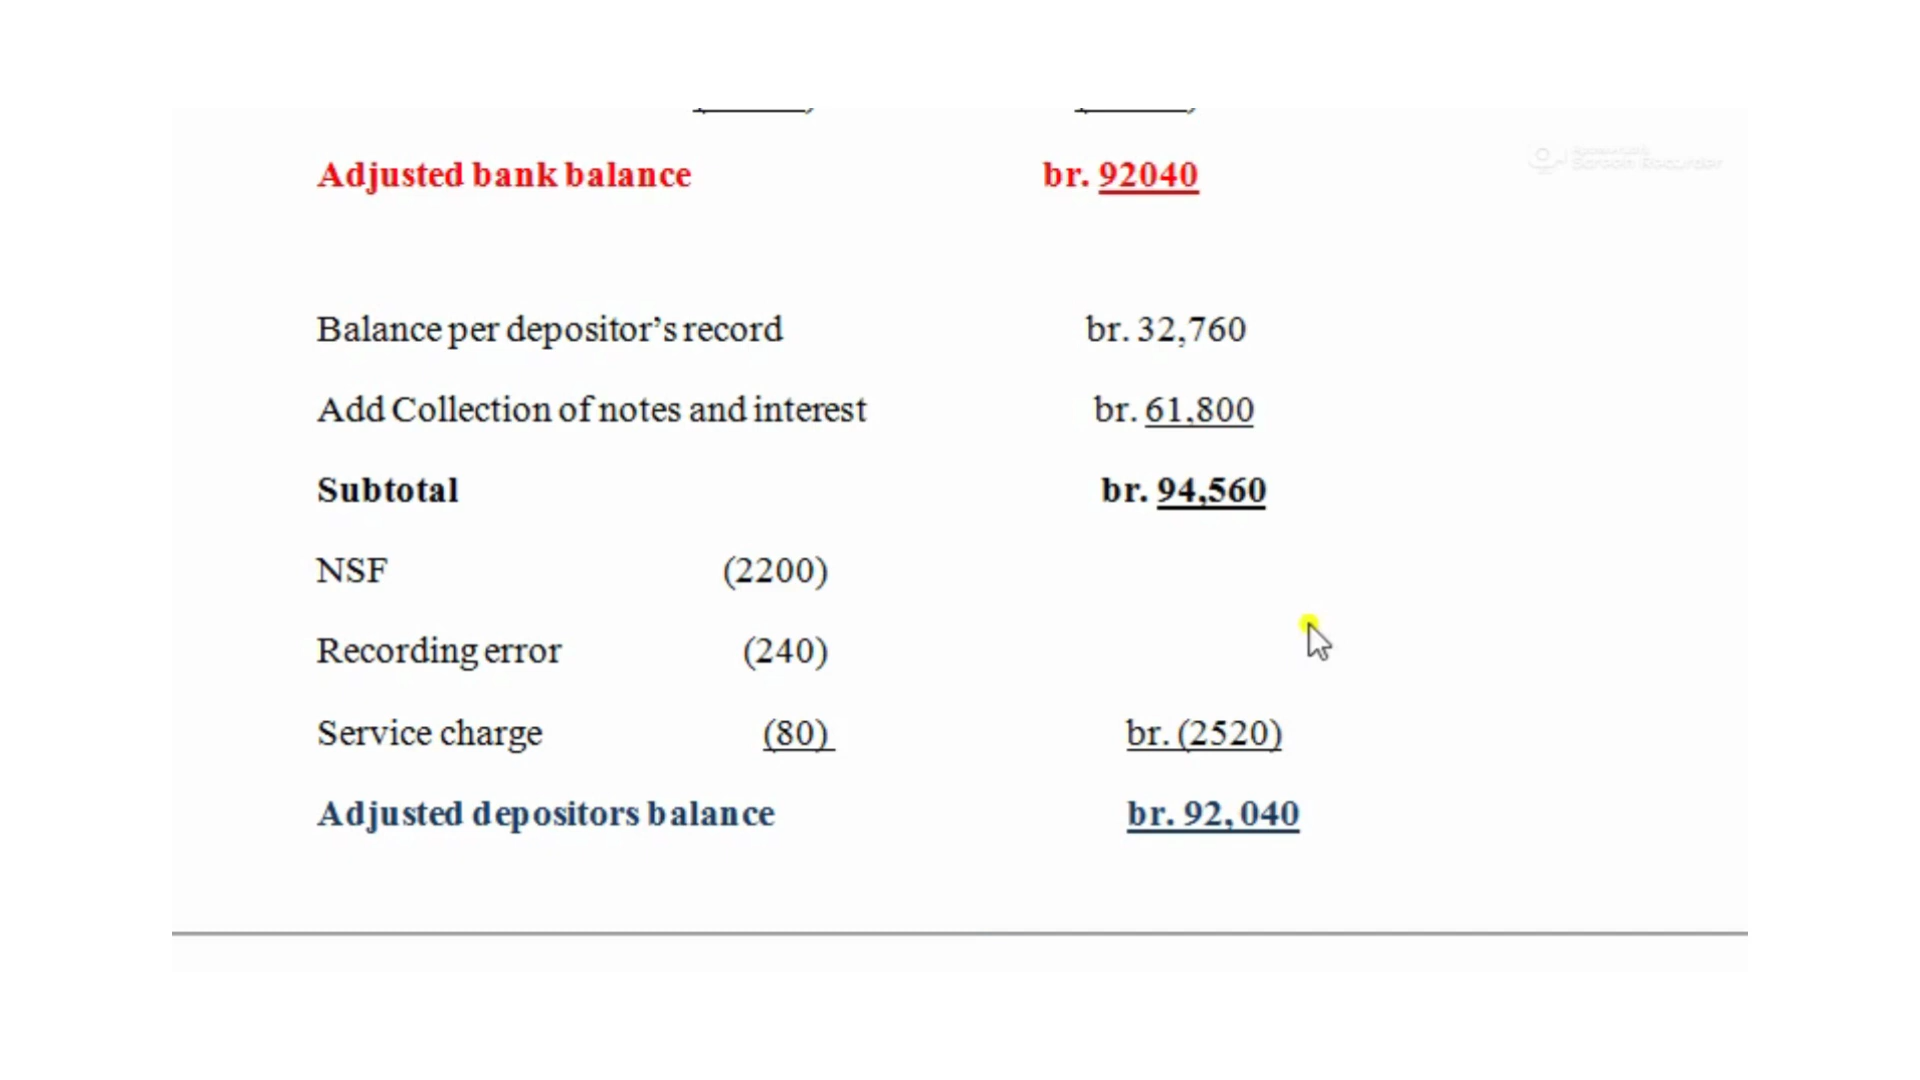 Screen Recorder
Adjusted bank balance br. 92040
Balance per depositor’s record br. 32,760
Add Collection of notes and interest br. 61,800
Subtotal br. 94,560
NSF (2200)
Recording error (240)
Service charge (80) br. (2520)
Adjusted depositors balance br. 92, 040